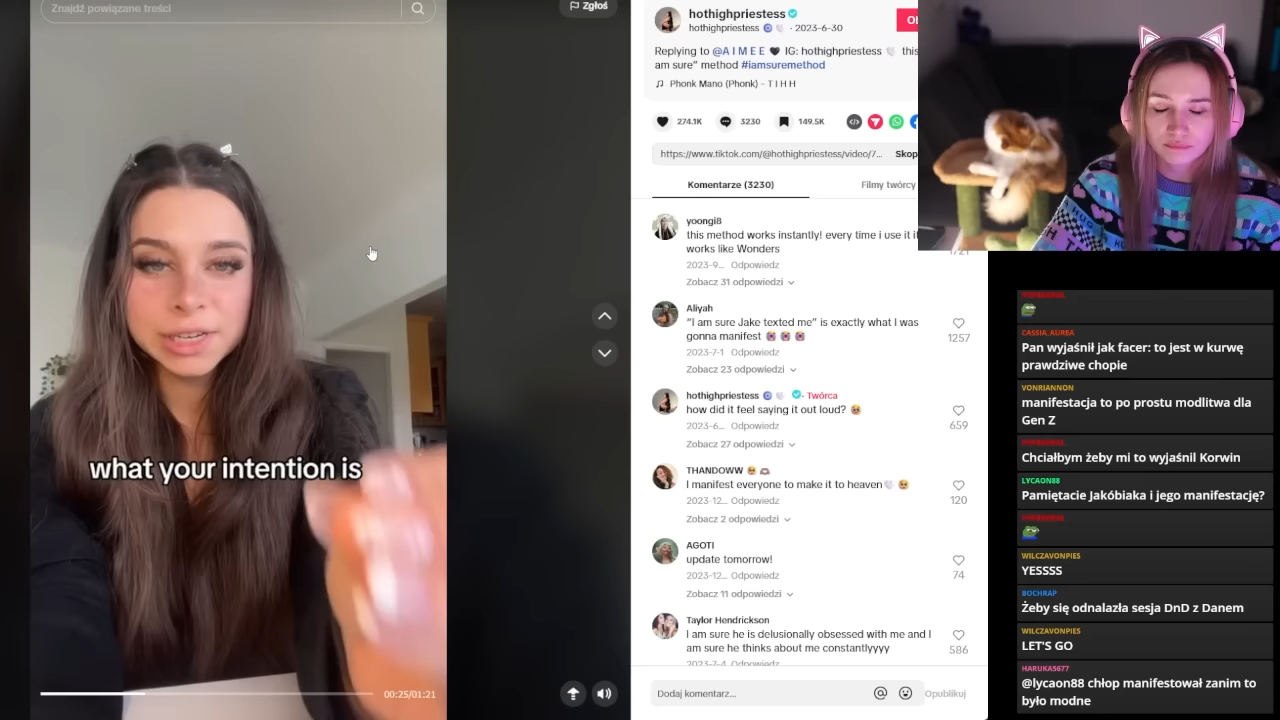 Znajdź powiązane treści
Zgłoś
what your intention is
00:25/01:21
hothighpriestess
hothighpriestess · 2023-6-30
Replying to @A I M E E 🖤 IG: hothighpriestess 🤍 this
am sure” method #iamsuremethod
♫ Phonk Mano (Phonk) - T I H H
274.1K 3230 149.5K
https://www.tiktok.com/@hothighpriestess/video/7... Skop
Komentarze (3230) Filmy twórcy
yoongi8
this method works instantly! every time i use it it
works like Wonders
1721
2023-9... Odpowiedz
Zobacz 31 odpowiedzi
Aliyah
“I am sure Jake texted me” is exactly what I was
gonna manifest
1257
2023-7-1 Odpowiedz
Zobacz 23 odpowiedzi
hothighpriestess · Twórca
how did it feel saying it out loud? 🥹
659
2023-6... Odpowiedz
Zobacz 27 odpowiedzi
THANDOWW 🥹 🫶🏽
I manifest everyone to make it to heaven🤍 🥹
120
2023-12... Odpowiedz
Zobacz 2 odpowiedzi
AGOTI
update tomorrow!
74
2023-12... Odpowiedz
Zobacz 11 odpowiedzi
Taylor Hendrickson
I am sure he is delusionally obsessed with me and I
am sure he thinks about me constantlyyyy
586
2023-7-4 Odpowiedz
Dodaj komentarz... Opublikuj
CASSIA_AUREA
Pan wyjaśnił jak facer: to jest w kurwę
prawdziwe chopie
VONRIANNON
manifestacja to po prostu modlitwa dla
Gen Z
Chciałbym żeby mi to wyjaśnił Korwin
LYCAON88
Pamiętacie Jakóbiaka i jego manifestację?
WILCZAVONPIES
YESSSS
BOCHRAP
Żeby się odnalazła sesja DnD z Danem
WILCZAVONPIES
LET'S GO
HARUKA5677
@lycaon88 chłop manifestował zanim to
było modne